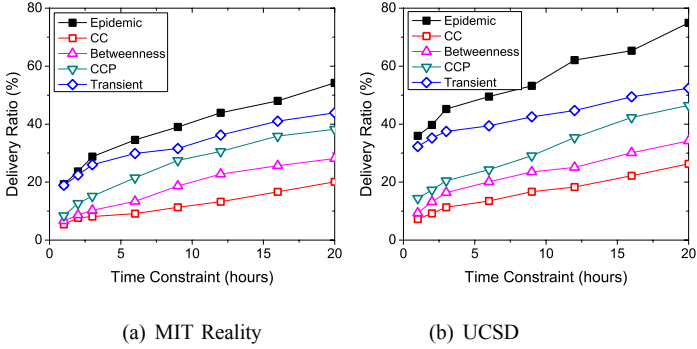 80
60
40
20
0
Delivery Ratio (%)
Epidemic
CC
Betweenness
CCP
Transient
0 5 10 15 20
Time Constraint (hours)
(a) MIT Reality
80
60
40
20
0
Delivery Ratio (%)
Epidemic
CC
Betweenness
CCP
Transient
0 5 10 15 20
Time Constraint (hours)
(b) UCSD